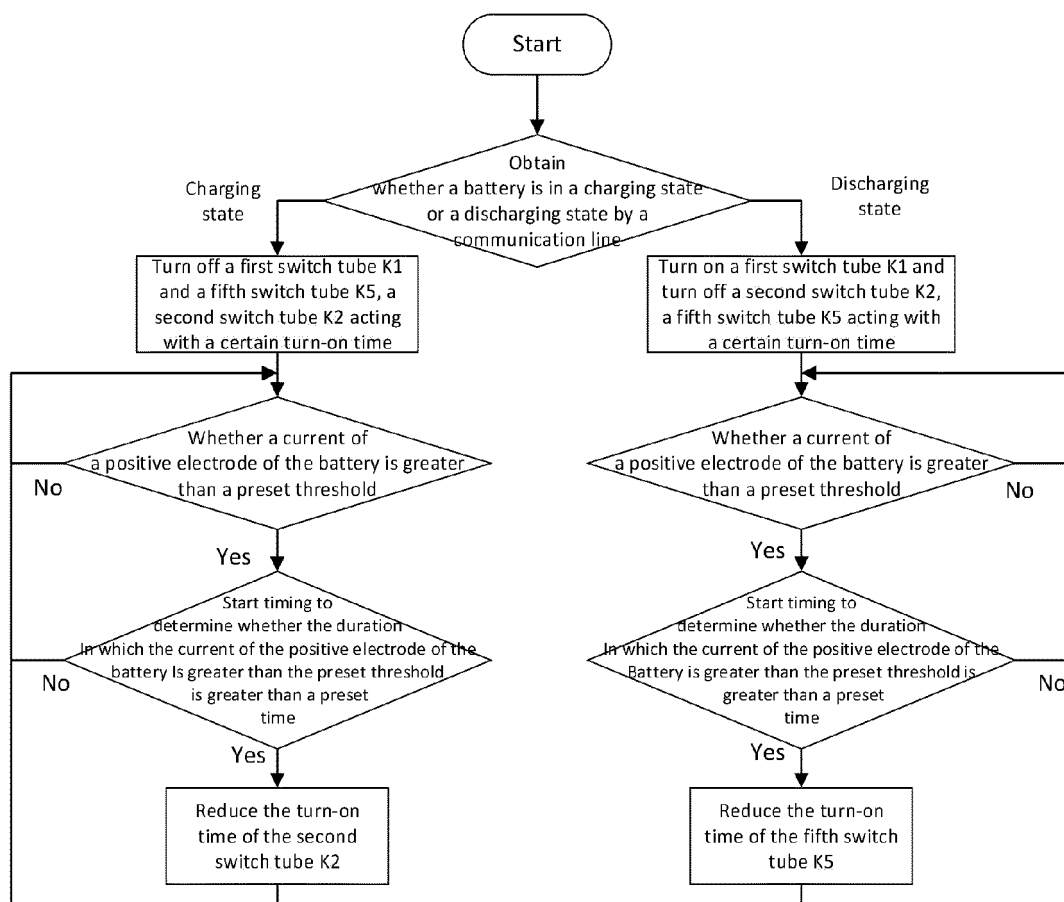 Start
Obtain
whether a battery is in a charging state
or a discharging state by a
communication line
Charging
state
Discharging
state
Turn off a first switch tube K1
and a fifth switch tube K5, a
second switch tube K2 acting
with a certain turn-on time
Turn on a first switch tube K1 and
turn off a second switch tube K2,
a fifth switch tube K5 acting with
a certain turn-on time
Whether a current of
a positive electrode of the battery is greater
than a preset threshold
No
Yes
Whether a current of
a positive electrode of the battery is greater
than a preset threshold
No
Yes
Start timing to
determine whether the duration
In which the current of the positive electrode of the
battery Is greater than the preset threshold
is greater than a preset
time
No
Yes
Start timing to
determine whether the duration
In which the current of the positive electrode of the
Battery is greater than the preset threshold is
greater than a preset
time
No
Yes
Reduce the turn-on
time of the second
switch tube K2
Reduce the turn-on
time of the fifth switch
tube K5